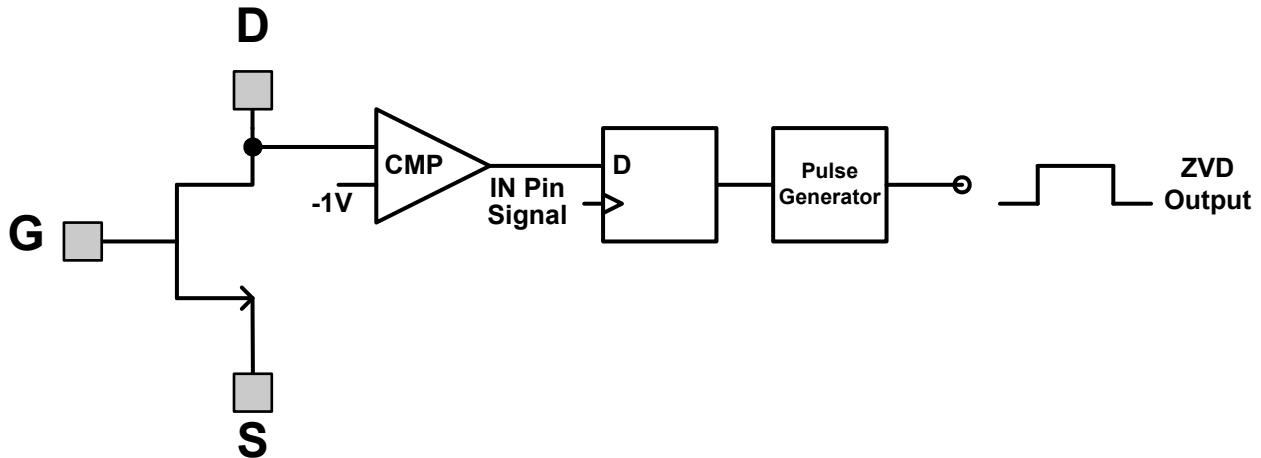 D
G
S
CMP
-1V
IN Pin
Signal
D
Pulse
Generator
ZVD
Output